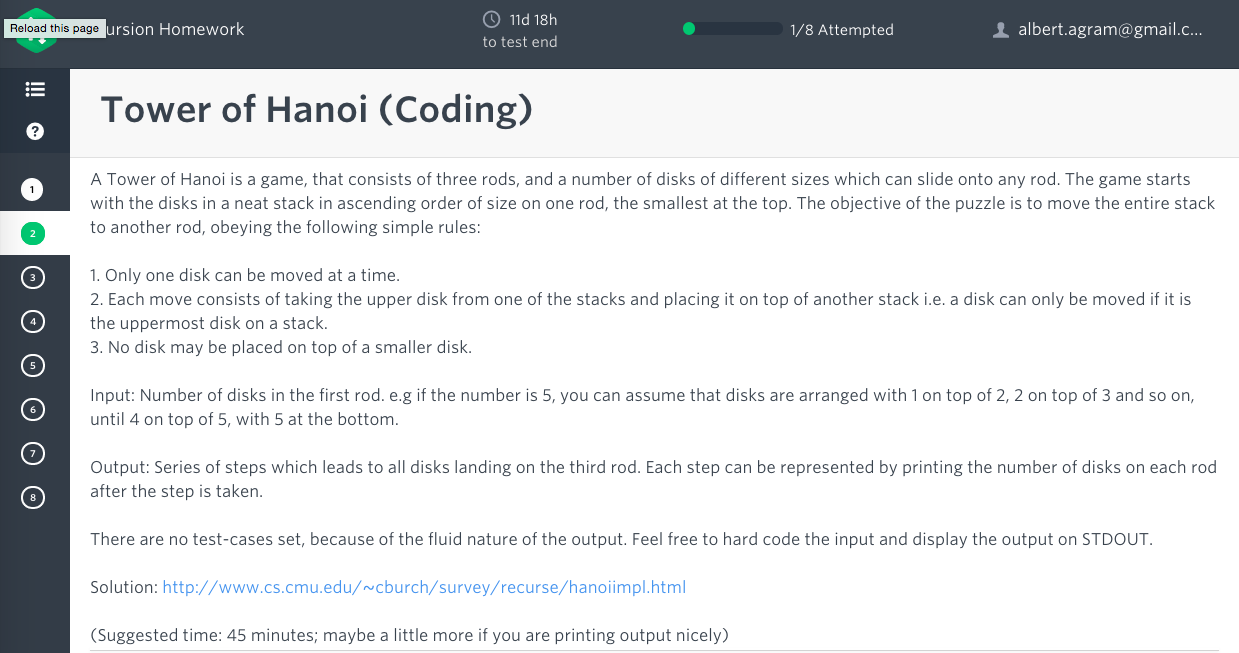 Reload this page
ursion Homework
11d 18h
to test end
1/8 Attempted
albert.agram@gmail.c...
Tower of Hanoi (Coding)
1
2
3
4
5
6
7
8
A Tower of Hanoi is a game, that consists of three rods, and a number of disks of different sizes which can slide onto any rod. The game starts
with the disks in a neat stack in ascending order of size on one rod, the smallest at the top. The objective of the puzzle is to move the entire stack
to another rod, obeying the following simple rules:
1. Only one disk can be moved at a time.
2. Each move consists of taking the upper disk from one of the stacks and placing it on top of another stack i.e. a disk can only be moved if it is
the uppermost disk on a stack.
3. No disk may be placed on top of a smaller disk.
Input: Number of disks in the first rod. e.g if the number is 5, you can assume that disks are arranged with 1 on top of 2, 2 on top of 3 and so on,
until 4 on top of 5, with 5 at the bottom.
Output: Series of steps which leads to all disks landing on the third rod. Each step can be represented by printing the number of disks on each rod
after the step is taken.
There are no test-cases set, because of the fluid nature of the output. Feel free to hard code the input and display the output on STDOUT.
Solution: http://www.cs.cmu.edu/~cburch/survey/recurse/hanoiimpl.html
(Suggested time: 45 minutes; maybe a little more if you are printing output nicely)